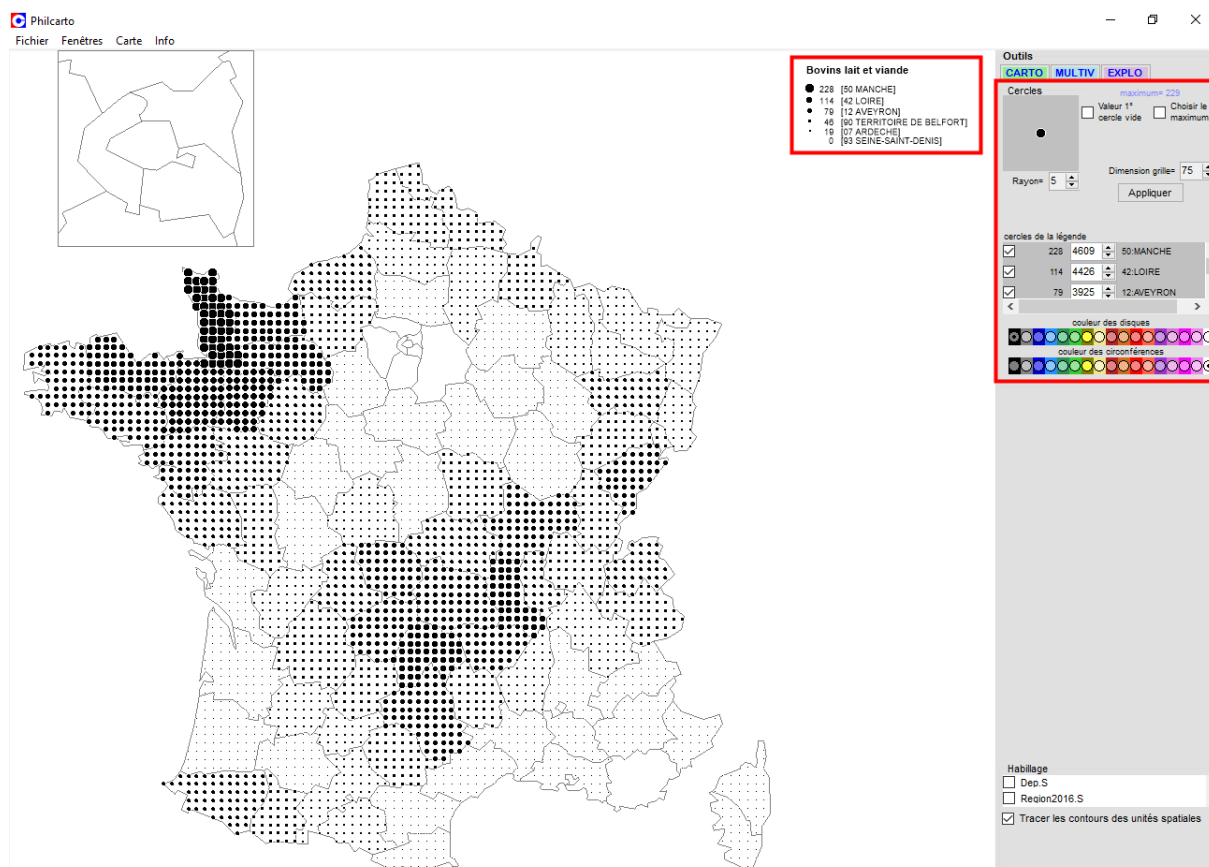 Philcarto
Fichier Fenêtres Carte Info
Bovins lait et viande
228 [50 MANCHE]
114 [42 LOIRE]
79 [12 AVEYRON]
46 [90 TERRITOIRE DE BELFORT]
19 [07 ARDECHE]
0 [93 SEINE-SAINT-DENIS]
Outils
CARTO MULTIV EXPLO
Cercles
maximum= 229
Valeur 1°
cercle vide
Choisir le
maximum
Rayon= 5
Dimension grille= 75
Appliquer
cercles de la légende
228 4609 50:MANCHE
114 4426 42:LOIRE
79 3925 12:AVEYRON
couleur des disques
couleur des circonférences
Habillage
Dep.S
Region2016.S
Tracer les contours des unités spatiales